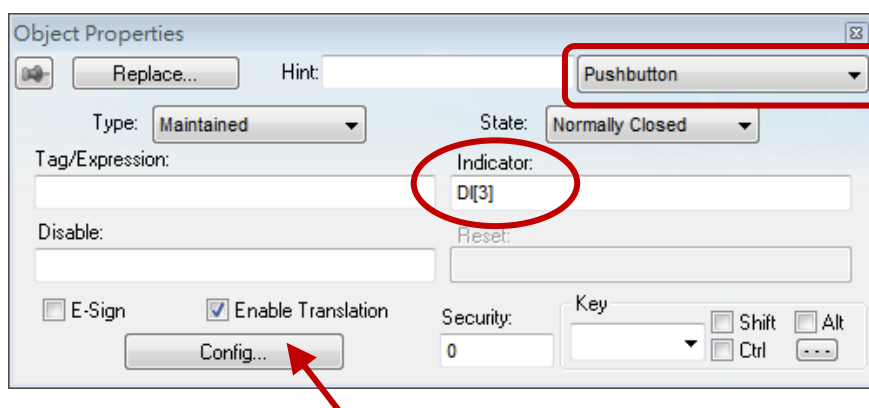 Object Properties
Replace... Hint: Pushbutton
Type: Maintained State: Normally Closed
Tag/Expression: Indicator:
DI[3]
Disable: Reset:
E-Sign Enable Translation Security: Key Shift Alt
Config... 0 Ctrl ...